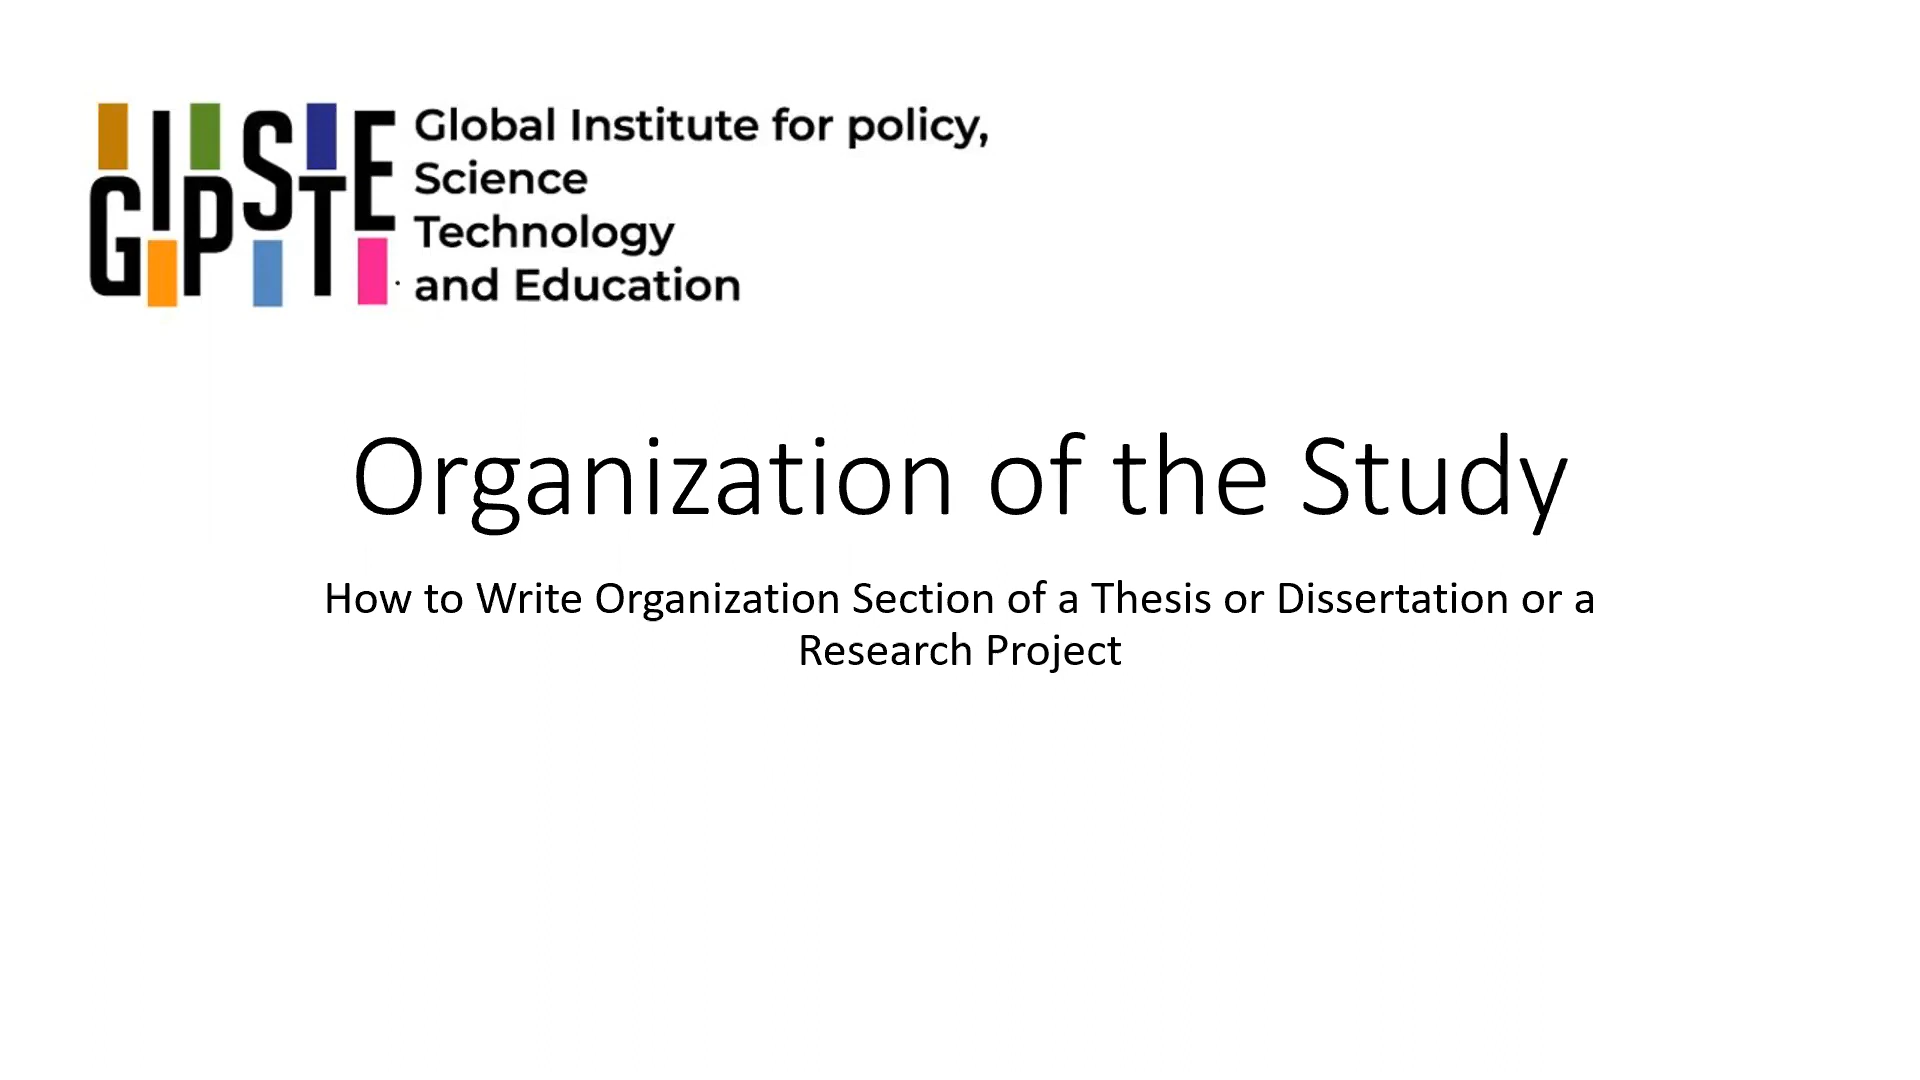 GIPSTE
Global Institute for policy,
Science
Technology
and Education
Organization of the Study
How to Write Organization Section of a Thesis or Dissertation or a
Research Project